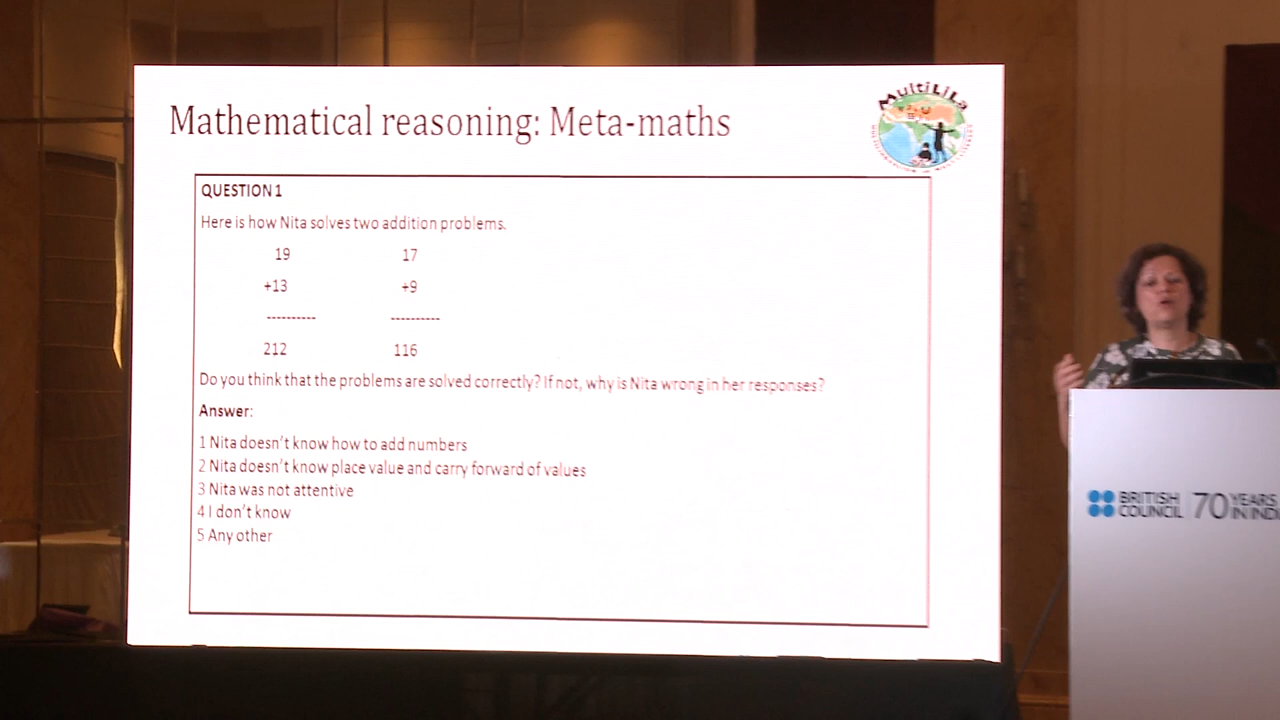 Mathematical reasoning: Meta-maths
MultiLiLa
QUESTION 1
Here is how Nita solves two addition problems.
19 17
+13 +9
---------- ----------
212 116
Do you think that the problems are solved correctly? If not, why is Nita wrong in her responses?
Answer:
1 Nita doesn't know how to add numbers
2 Nita doesn't know place value and carry forward of values
3 Nita was not attentive
4 I don't know
5 Any other
BRITISH COUNCIL
70 YEARS IN